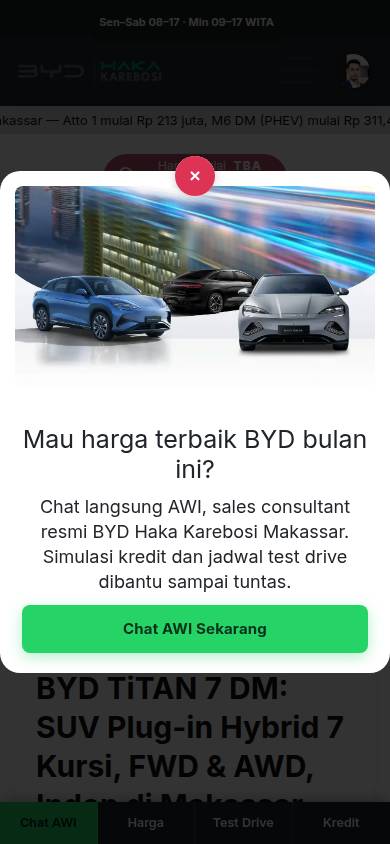 Sen–Sab 08–17 · Min 09–17 WITA
BYD HAKA
KAREBOSI
kassar — Atto 1 mulai Rp 213 juta, M6 DM (PHEV) mulai Rp 311,4
TBA
×
Mau harga terbaik BYD bulan
ini?
Chat langsung AWI, sales consultant
resmi BYD Haka Karebosi Makassar.
Simulasi kredit dan jadwal test drive
dibantu sampai tuntas.
Chat AWI Sekarang
BYD TiTAN 7 DM:
SUV Plug-in Hybrid 7
Kursi, FWD & AWD,
Inden di Makassar
Chat AWI
Harga
Test Drive
Kredit